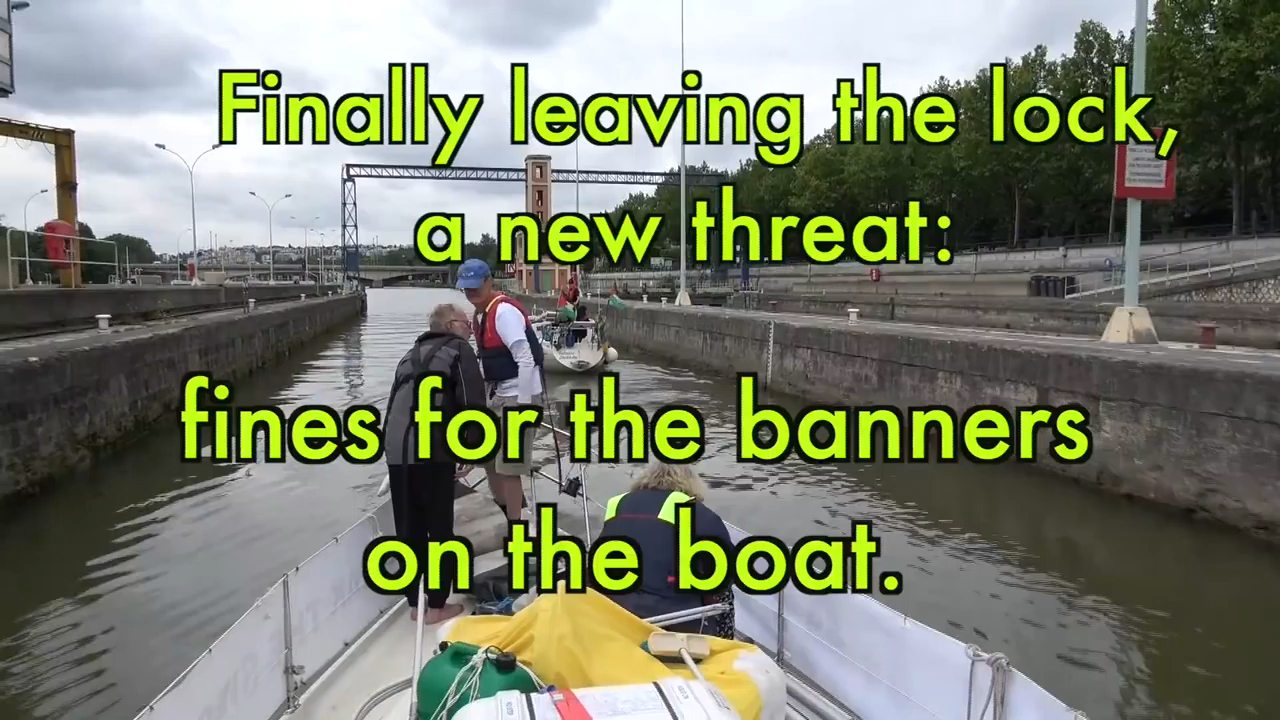 Finally leaving the lock,
a new threat:
fines for the banners
on the boat.